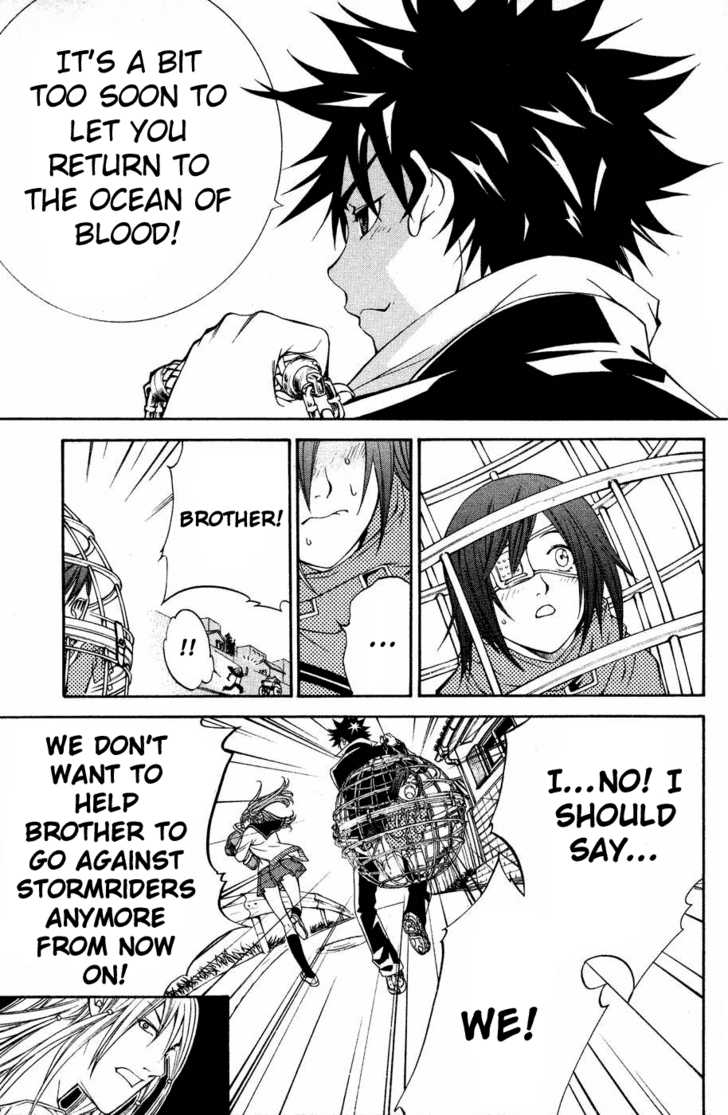 IT'S A BIT
TOO SOON TO
LET YOU
RETURN TO
THE OCEAN OF
BLOOD!
...
BROTHER!
!!
I...NO! I
SHOULD
SAY...
WE!
WE DON'T
WANT TO
HELP
BROTHER TO
GO AGAINST
STORMRIDERS
ANYMORE
FROM NOW
ON!